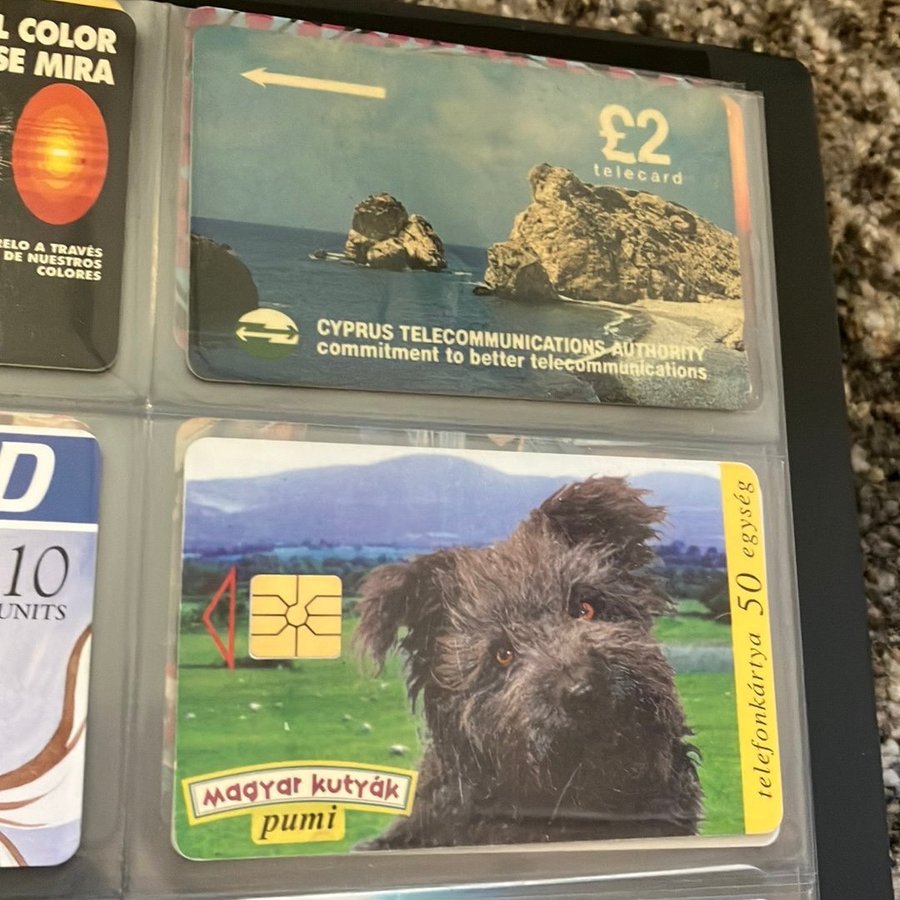 L COLOR
SE MIRA
RELO A TRAVÉS
DE NUESTROS
COLORES
£2
telecard
CYPRUS TELECOMMUNICATIONS AUTHORITY
commitment to better telecommunications
D
10
UNITS
Magyar kutyák
pumi
telefonkártya 50 egység